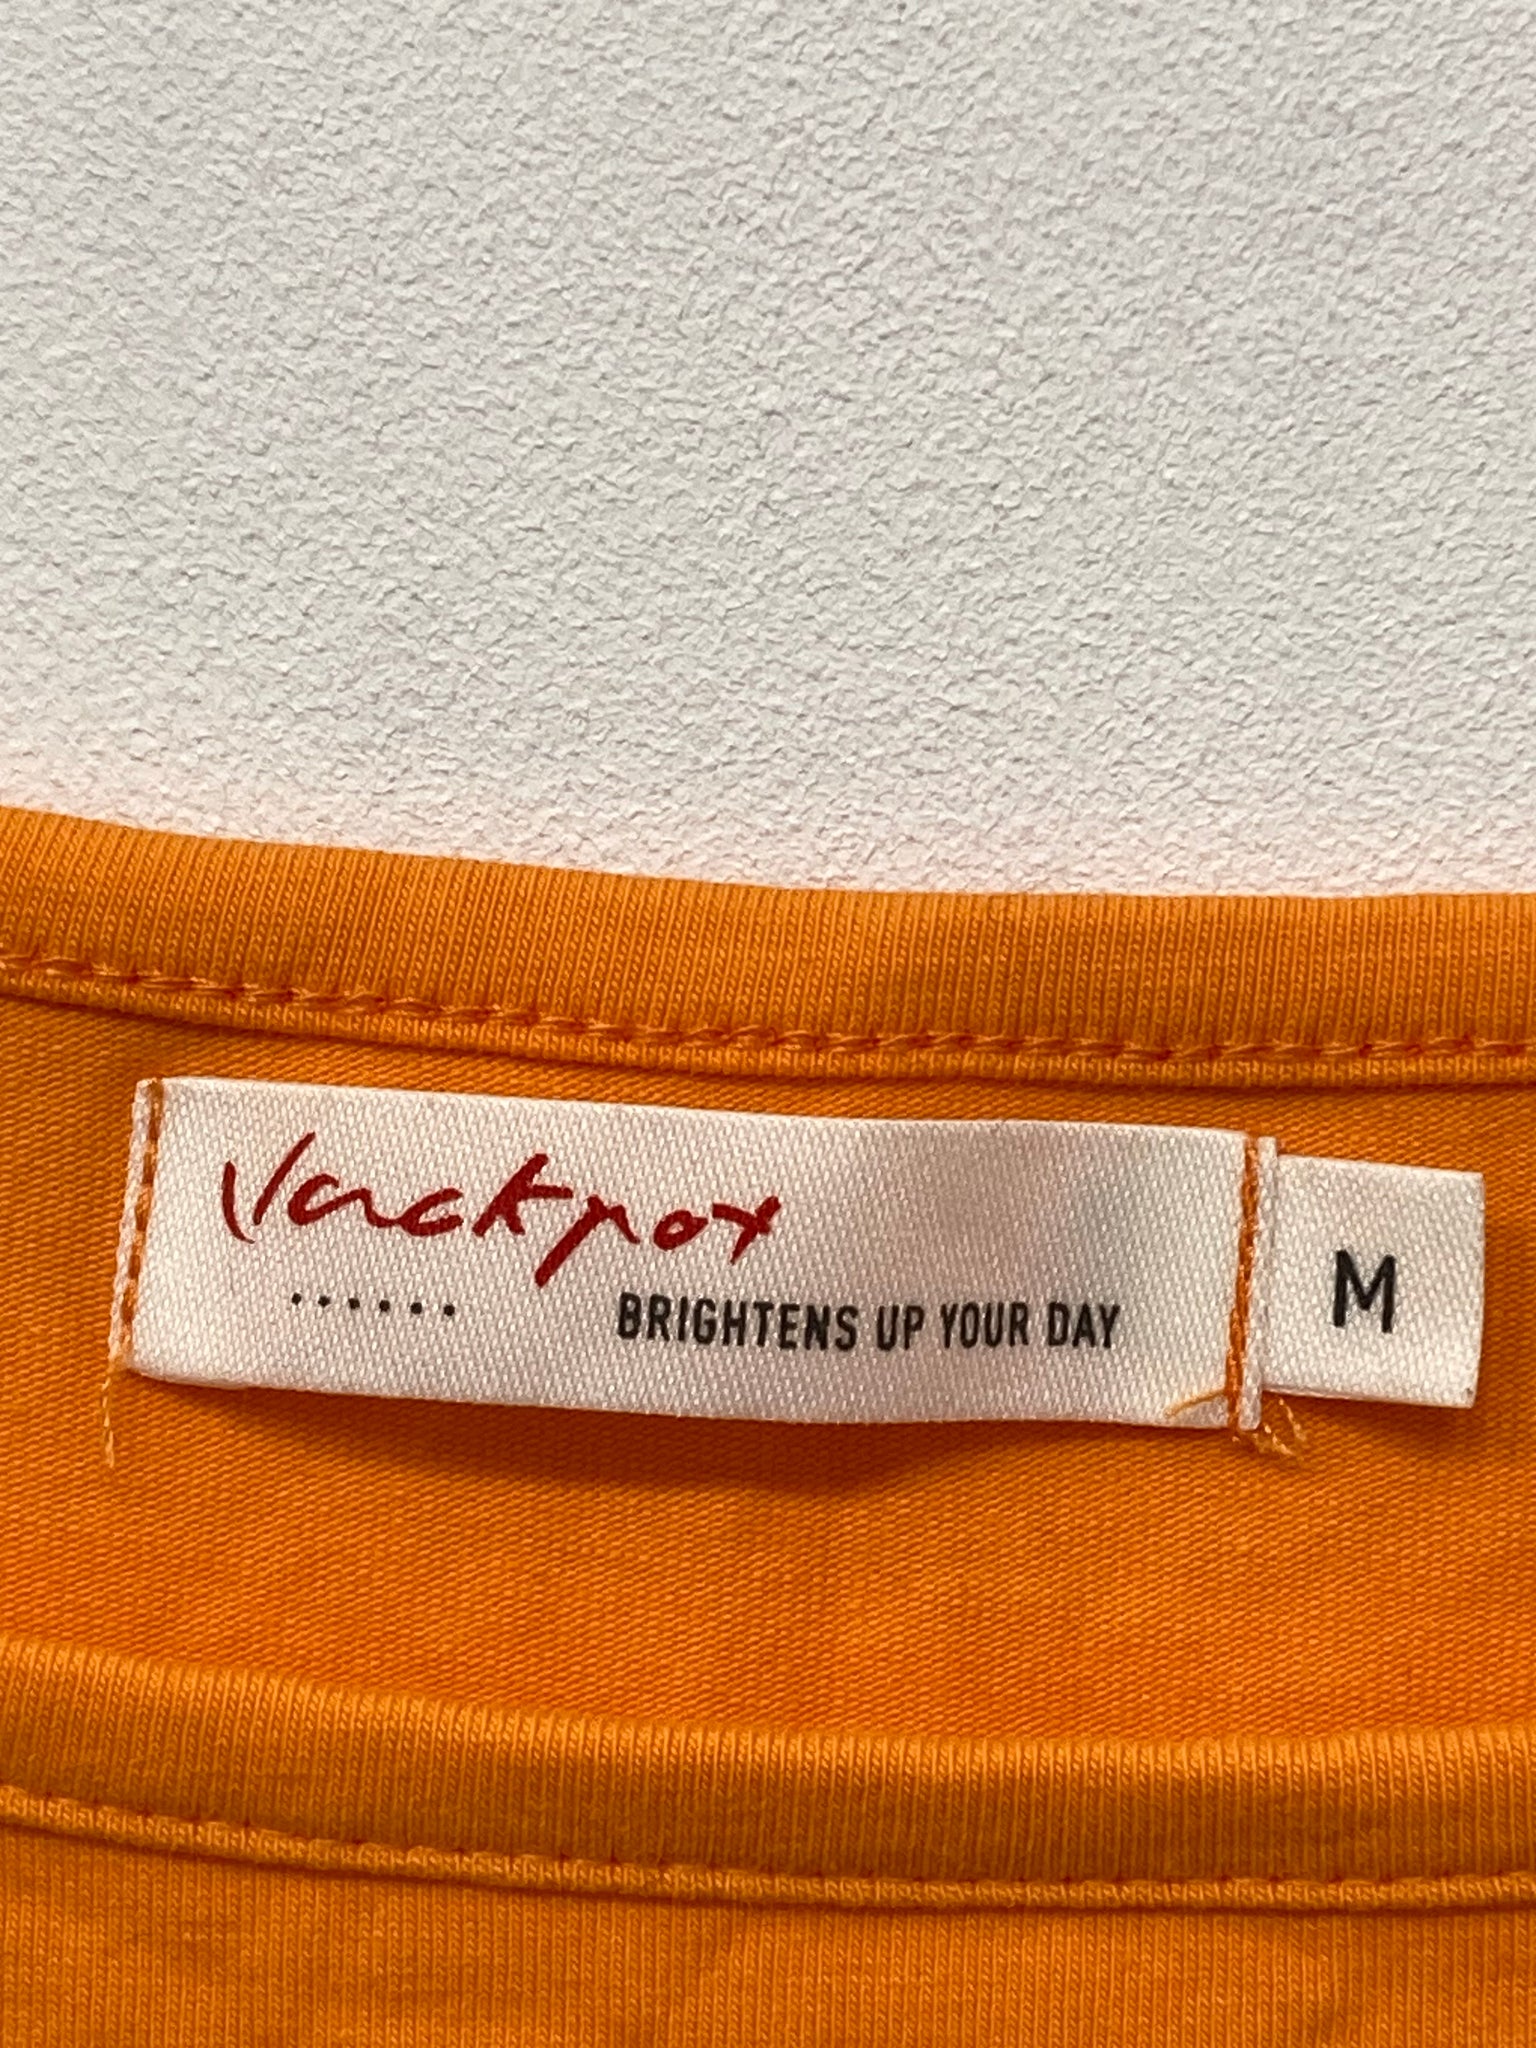 Jackpot
...... BRIGHTENS UP YOUR DAY
M